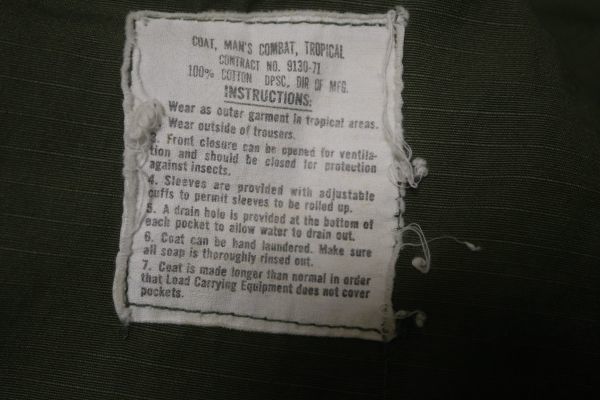 COAT, MAN'S COMBAT, TROPICAL
CONTRACT NO. 9130-71
100% COTTON DPSC, DIR OF MFG.
INSTRUCTIONS:
Wear as outer garment in tropical areas.
Wear outside of trousers.
3. Front closure can be opened for ventila-
tion and should be closed for protection
against insects.
4. Sleeves are provided with adjustable
cuffs to permit sleeves to be rolled up.
5. A drain hole is provided at the bottom of
each pocket to allow water to drain out.
6. Coat can be hand laundered. Make sure
all soap is thoroughly rinsed out.
7. Coat is made longer than normal in order
that Load Carrying Equipment does not cover
pockets.